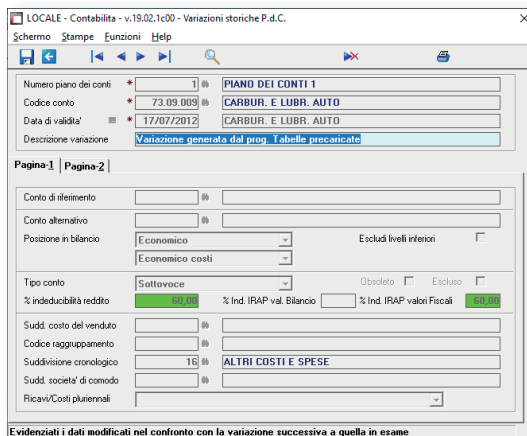 LOCALE - Contabilita - v.19.02.1c00 - Variazioni storiche P.d.C.
Schermo Stampe Funzioni Help
Numero piano dei conti * 1 PIANO DEI CONTI 1
Codice conto * 73.09.009 CARBUR. E LUBR. AUTO
Data di validita' * 17/07/2012 CARBUR. E LUBR. AUTO
Descrizione variazione Variazione generata dal prog. Tabelle precaricate
Pagina-1 Pagina-2
Conto di riferimento
Conto alternativo
Posizione in bilancio Economico Escludi livelli inferiori
Economico costi
Tipo conto Sottovoce Obsoleto Escluso
% indeducibilità reddito 60,00 % Ind. IRAP val. Bilancio % Ind. IRAP valori Fiscali 60,00
Sudd. costo del venduto
Codice raggruppamento
Suddivisione cronologico 16 ALTRI COSTI E SPESE
Sudd. societa' di comodo
Ricavi/Costi pluriennali
Evidenziati i dati modificati nel confronto con la variazione successiva a quella in esame